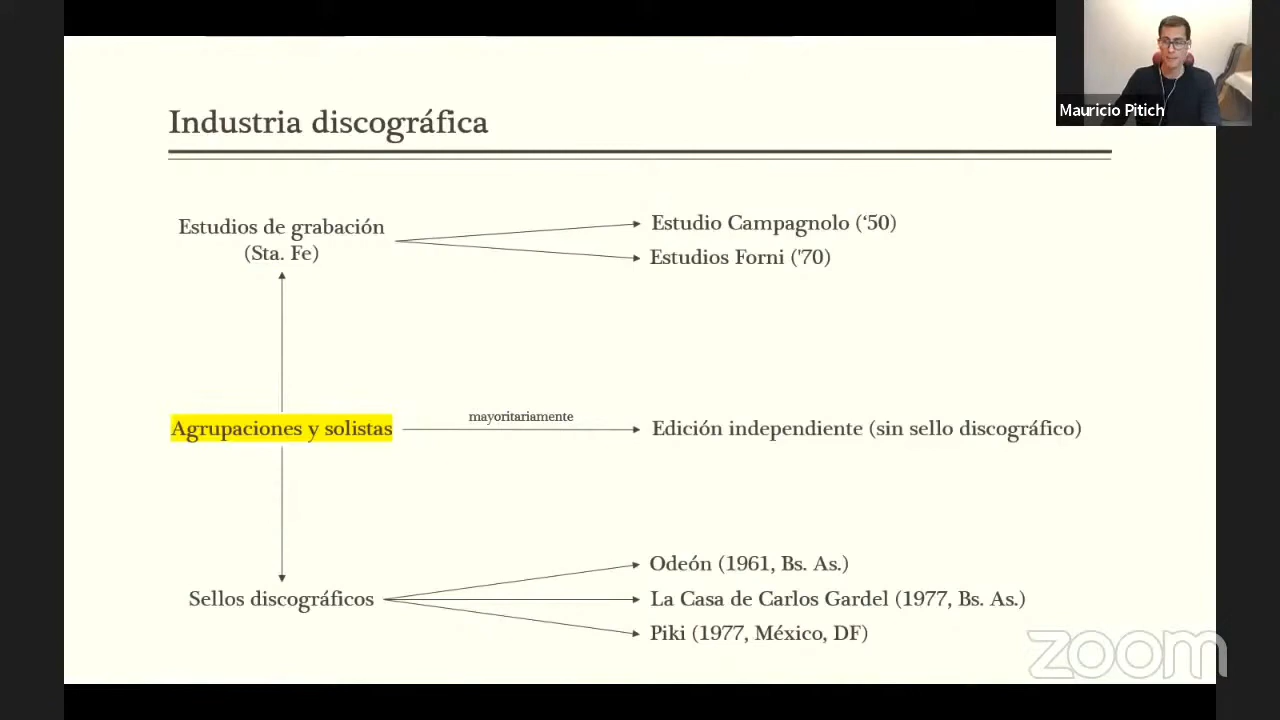 Mauricio Pitich
Industria discográfica
Estudios de grabación
(Sta. Fe)
Estudio Campagnolo (‘50)
Estudios Forni ('70)
Agrupaciones y solistas
mayoritariamente
Edición independiente (sin sello discográfico)
Sellos discográficos
Odeón (1961, Bs. As.)
La Casa de Carlos Gardel (1977, Bs. As.)
Piki (1977, México, DF)
zoom